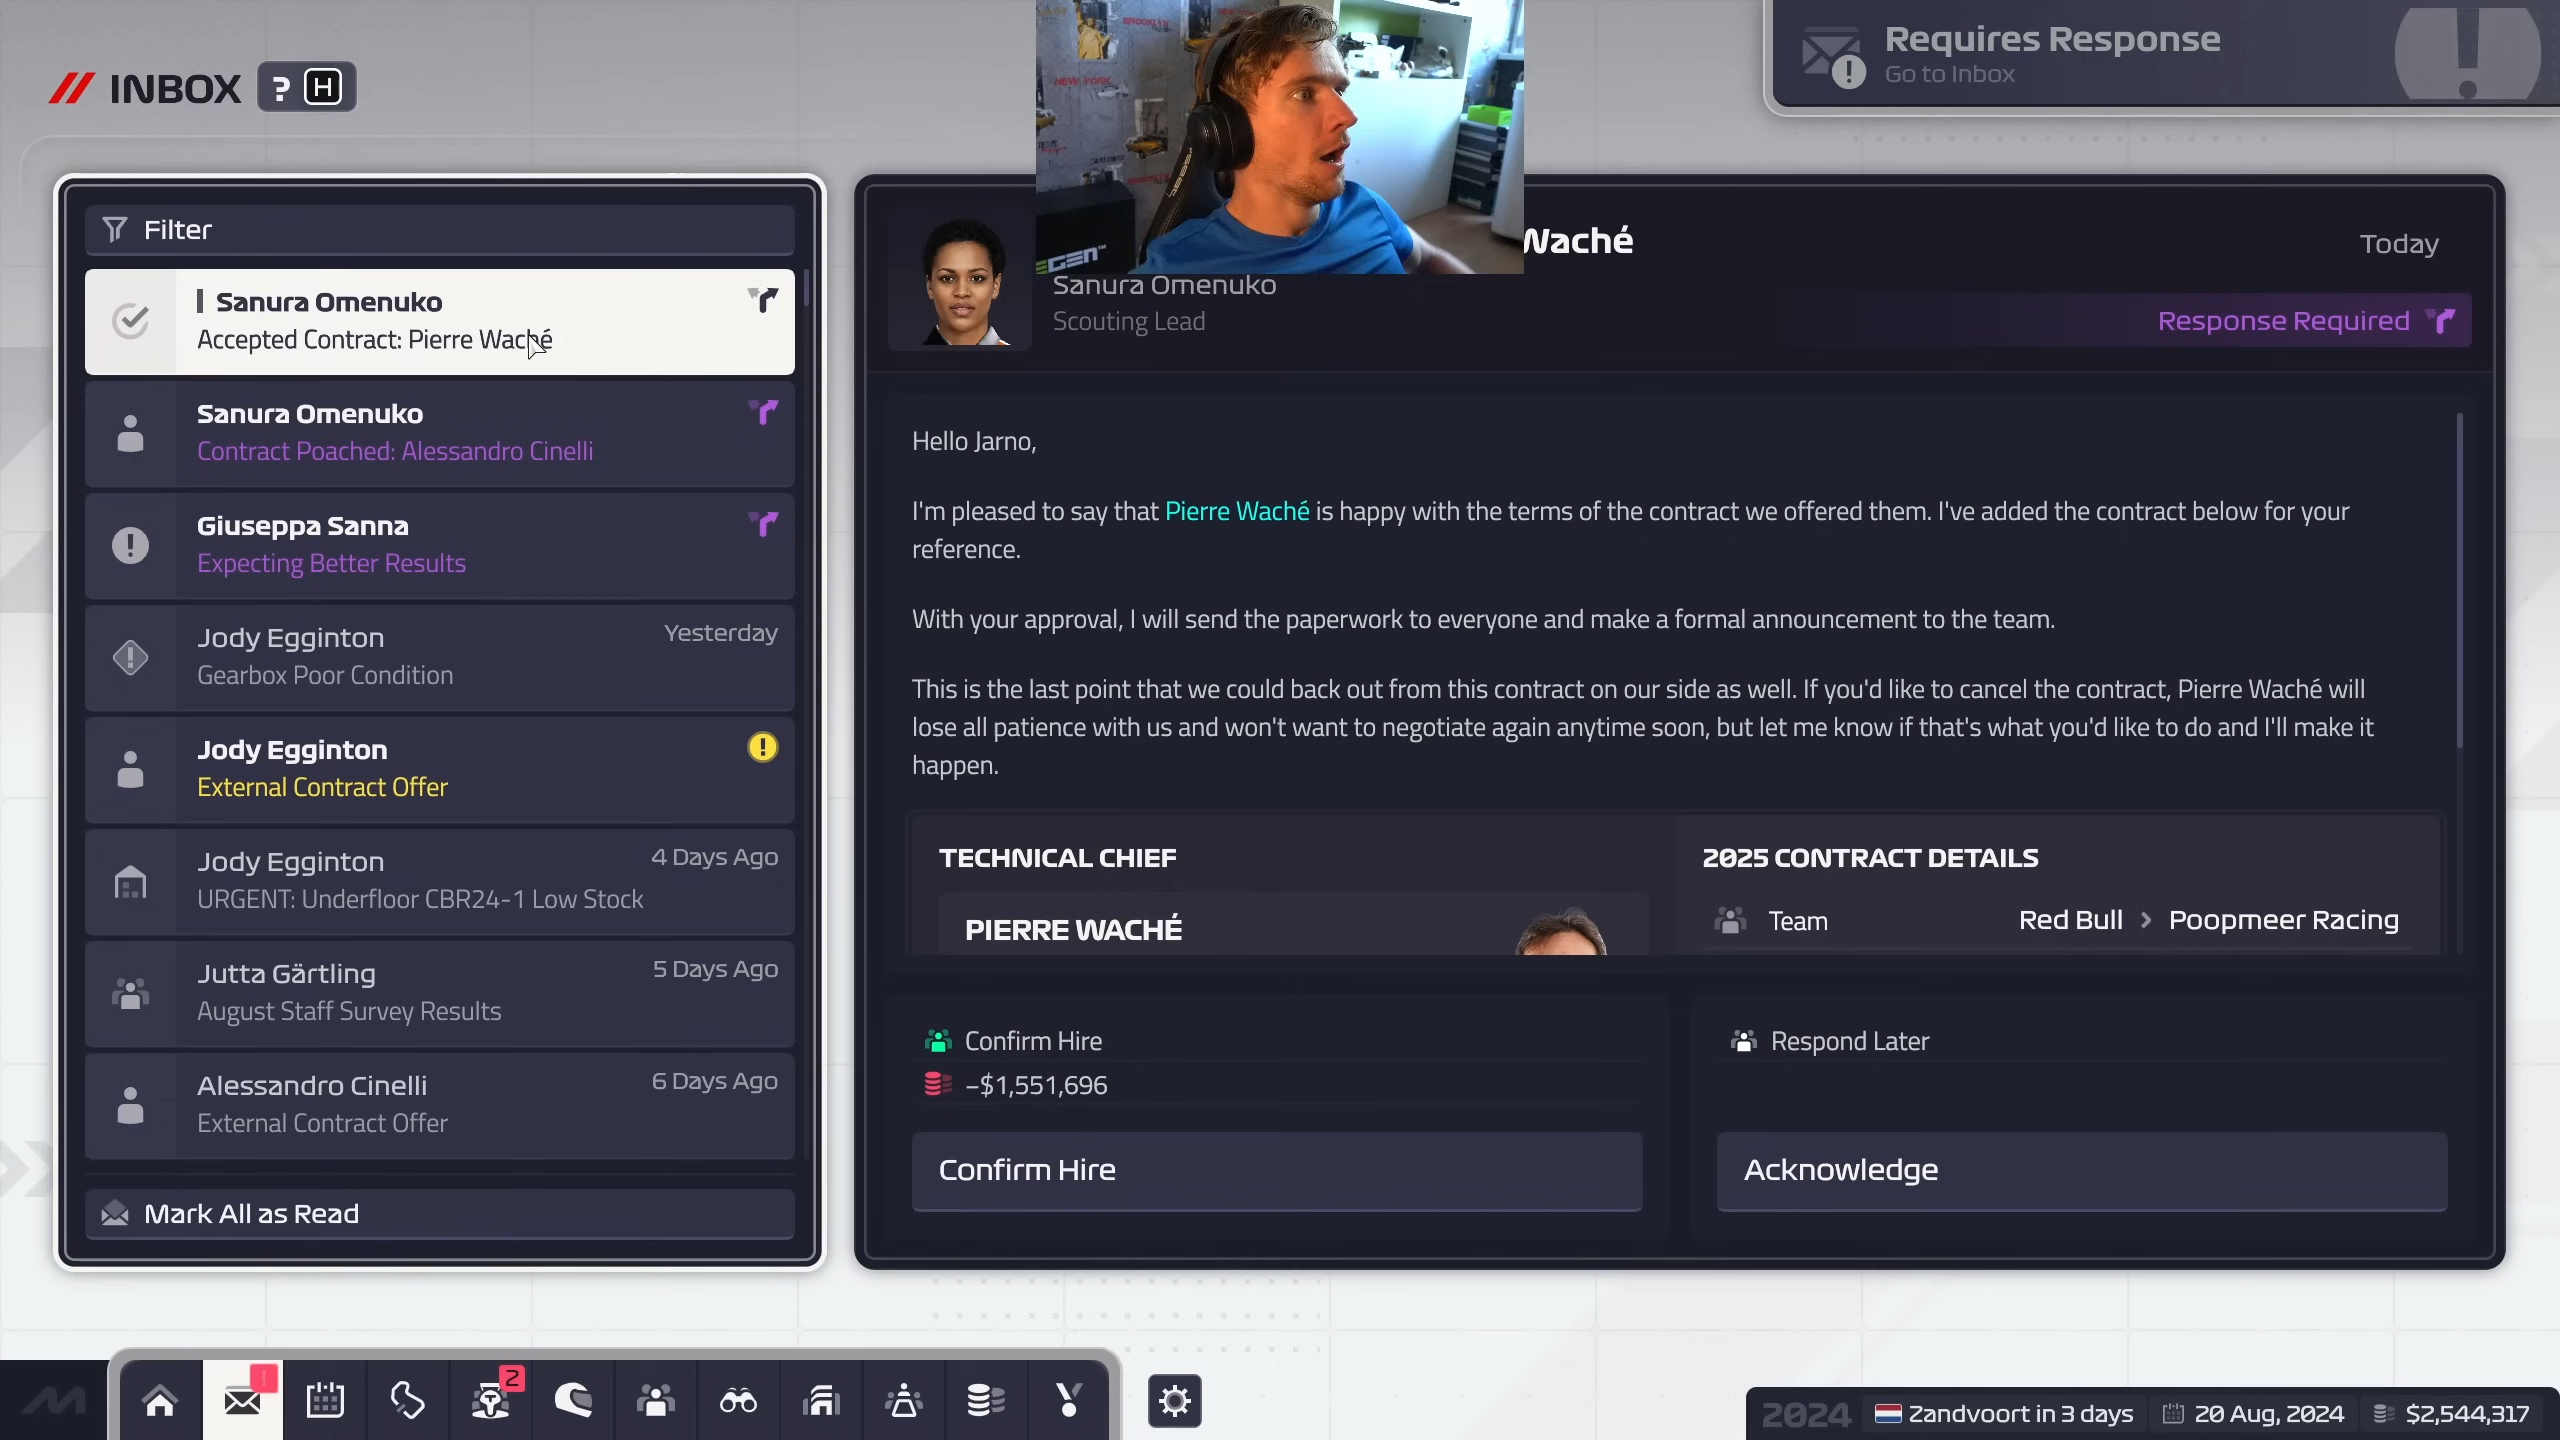 INBOX
? H
Requires Response
Go to Inbox
BROOKLYN
NEW YORK
EGEN™
Filter
Sanura Omenuko
Accepted Contract: Pierre Waché
Sanura Omenuko
Contract Poached: Alessandro Cinelli
Giuseppa Sanna
Expecting Better Results
Jody Egginton
Yesterday
Gearbox Poor Condition
Jody Egginton
External Contract Offer
Jody Egginton
4 Days Ago
URGENT: Underfloor CBR24-1 Low Stock
Jutta Gärtling
5 Days Ago
August Staff Survey Results
Alessandro Cinelli
6 Days Ago
External Contract Offer
Mark All as Read
Waché
Today
Sanura Omenuko
Scouting Lead
Response Required
Hello Jarno,
I'm pleased to say that Pierre Waché is happy with the terms of the contract we offered them. I've added the contract below for your
reference.
With your approval, I will send the paperwork to everyone and make a formal announcement to the team.
This is the last point that we could back out from this contract on our side as well. If you'd like to cancel the contract, Pierre Waché will
lose all patience with us and won't want to negotiate again anytime soon, but let me know if that's what you'd like to do and I'll make it
happen.
TECHNICAL CHIEF
PIERRE WACHÉ
2025 CONTRACT DETAILS
Team
Red Bull > Poopmeer Racing
Confirm Hire
-$1,551,696
Confirm Hire
Respond Later
Acknowledge
2
2024
Zandvoort in 3 days
20 Aug, 2024
$2,544,317